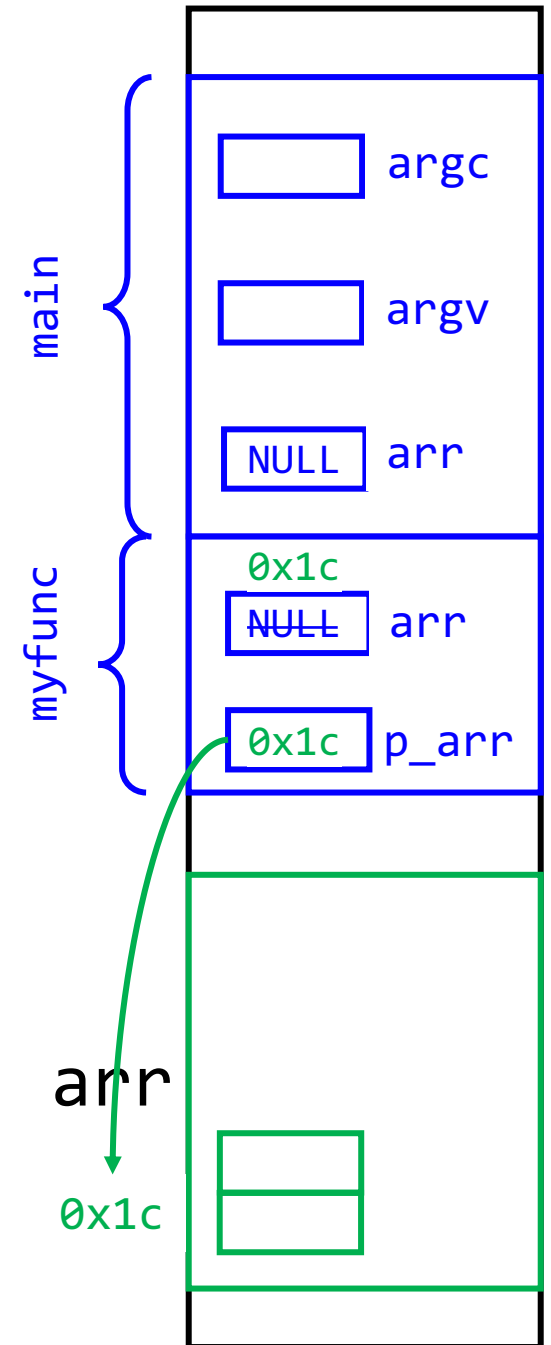 main
argc
argv
NULL arr
myfunc
0x1c
NULL arr
0x1c p_arr
arr
0x1c